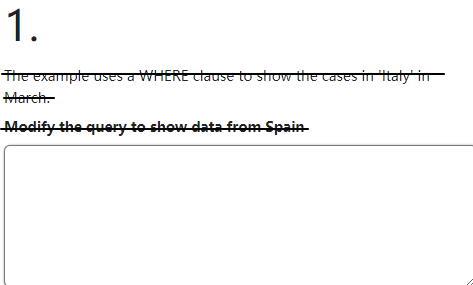 1.
The example uses a WHERE clause to show the cases in 'Italy' in
March.
Modify the query to show data from Spain